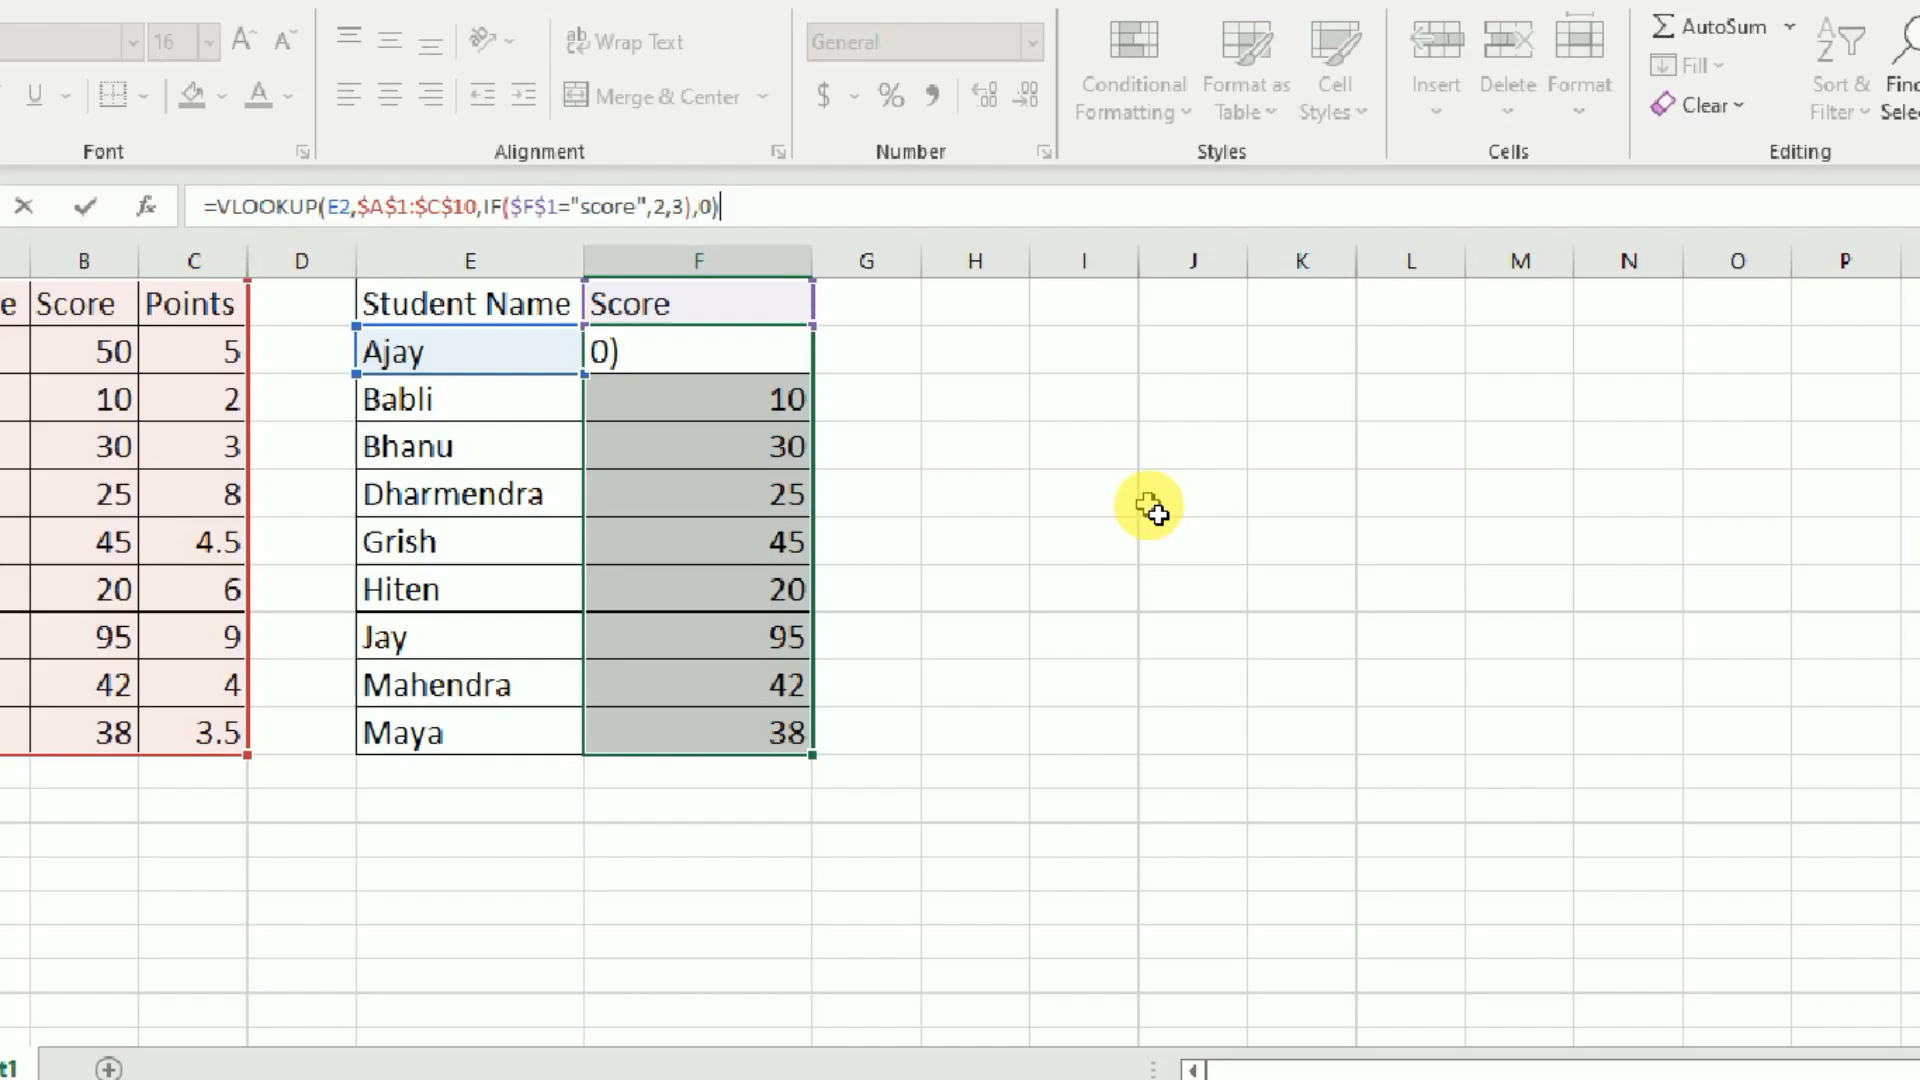 16 A^ A˅ ab Wrap Text General
Conditional Formatting Format as Table Cell Styles Insert Delete Format
AutoSum
Fill
Clear
Sort & Filter Find
U A Merge & Center $ %
Font Alignment Number Styles Cells Editing
fx =VLOOKUP(E2,$A$1:$C$10,IF($F$1="score",2,3),0)
B C D E F G H I J K L M N O P
e Score Points Student Name Score
50 5 Ajay 0)
10 2 Babli 10
30 3 Bhanu 30
25 8 Dharmendra 25
45 4.5 Grish 45
20 6 Hiten 20
95 9 Jay 95
42 4 Mahendra 42
38 3.5 Maya 38
t1